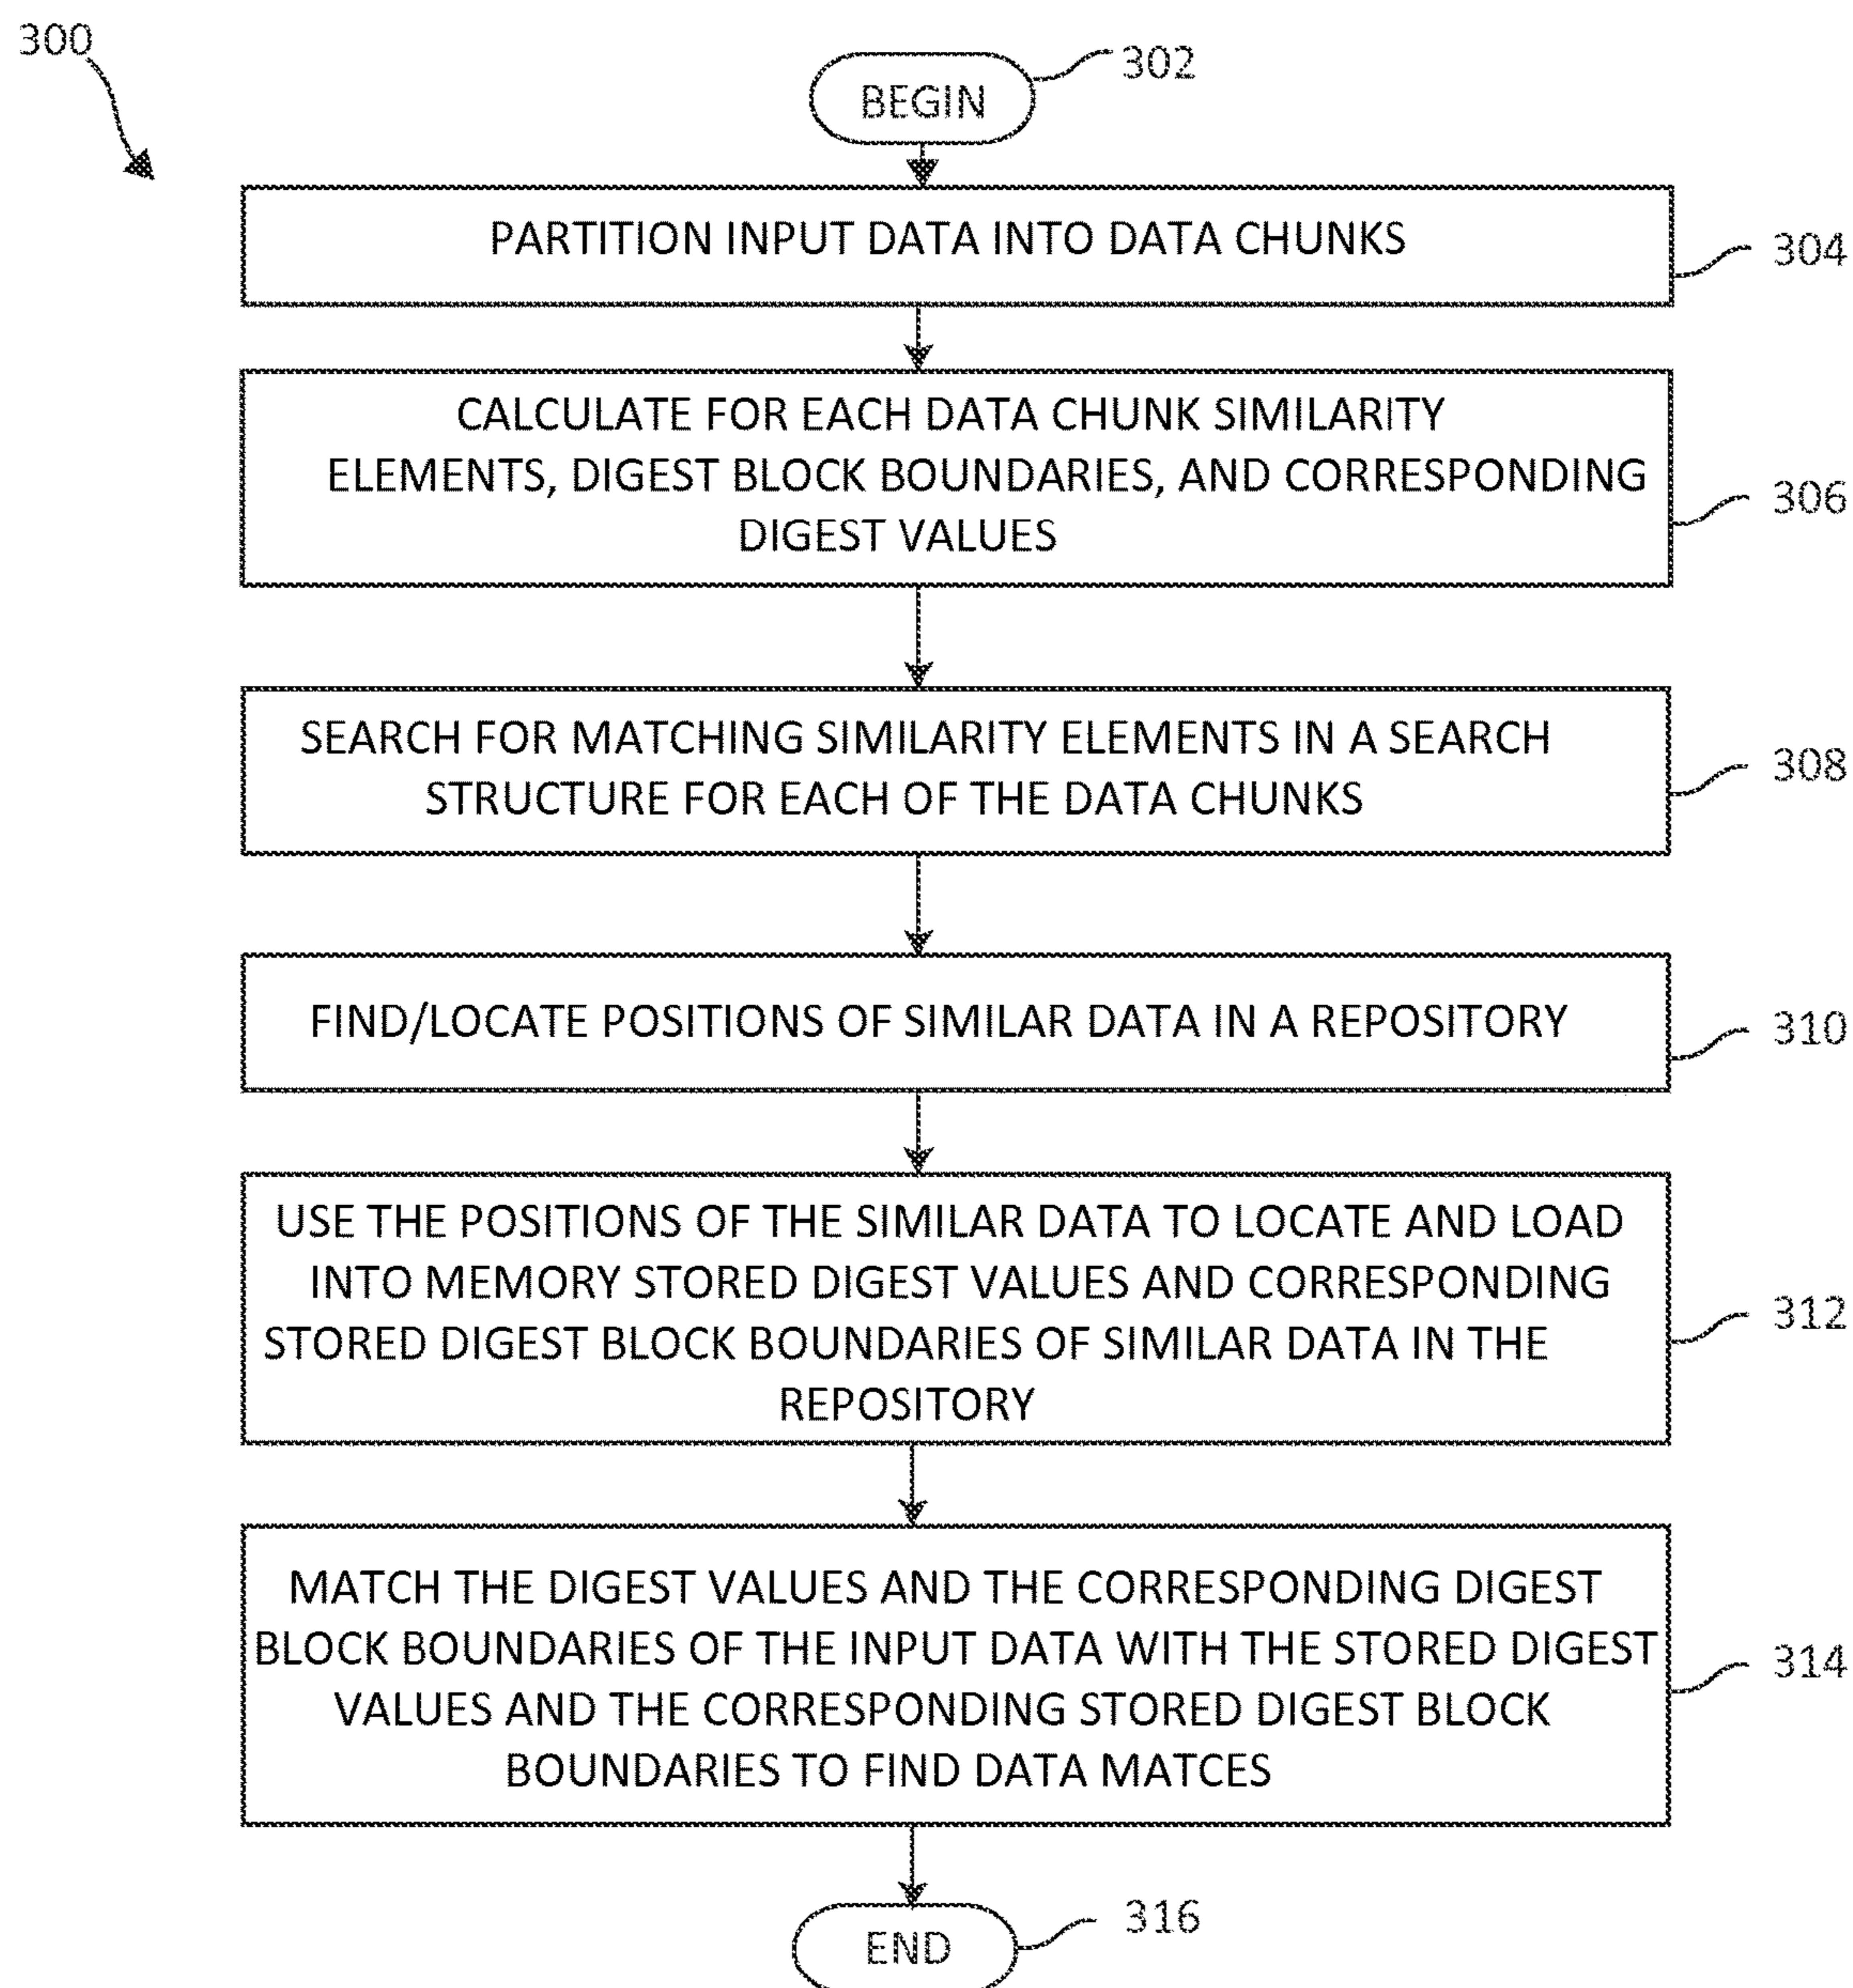 300
302
BEGIN
PARTITION INPUT DATA INTO DATA CHUNKS
304
CALCULATE FOR EACH DATA CHUNK SIMILARITY
ELEMENTS, DIGEST BLOCK BOUNDARIES, AND CORRESPONDING
DIGEST VALUES
306
SEARCH FOR MATCHING SIMILARITY ELEMENTS IN A SEARCH
STRUCTURE FOR EACH OF THE DATA CHUNKS
308
FIND/LOCATE POSITIONS OF SIMILAR DATA IN A REPOSITORY
310
USE THE POSITIONS OF THE SIMILAR DATA TO LOCATE AND LOAD
INTO MEMORY STORED DIGEST VALUES AND CORRESPONDING
STORED DIGEST BLOCK BOUNDARIES OF SIMILAR DATA IN THE
REPOSITORY
312
MATCH THE DIGEST VALUES AND THE CORRESPONDING DIGEST
BLOCK BOUNDARIES OF THE INPUT DATA WITH THE STORED DIGEST
VALUES AND THE CORRESPONDING STORED DIGEST BLOCK
BOUNDARIES TO FIND DATA MATCES
314
END
316